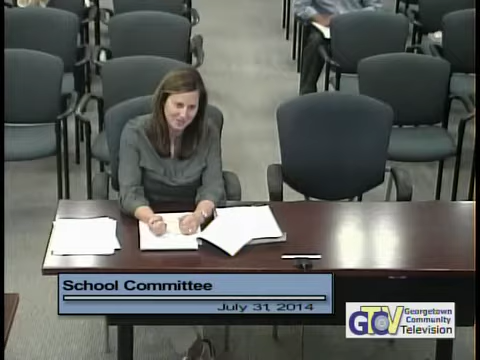 School Committee
July 31, 2014
GCTV Georgetown
Community
Television